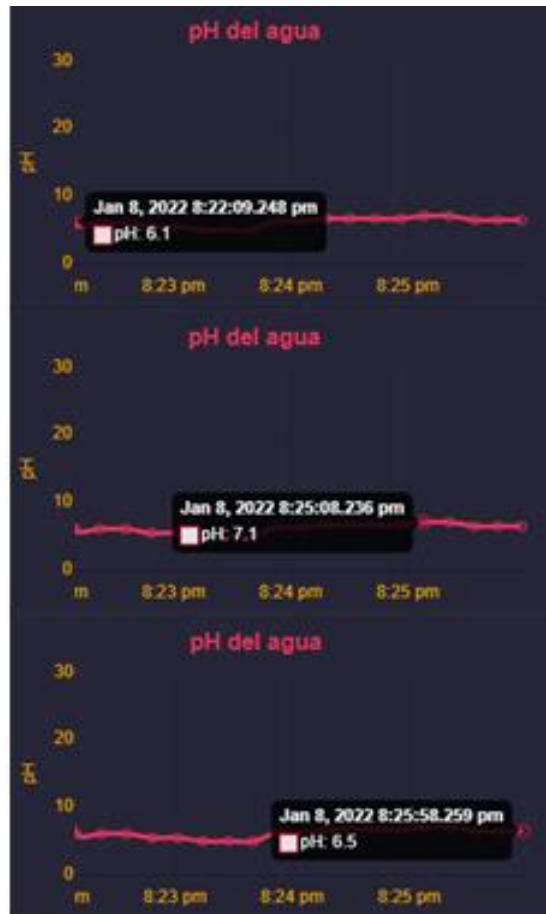 pH del agua
30
20
pH
10
Jan 8, 2022 8:22:09.248 pm
pH: 6.1
0
m 8:23 pm 8:24 pm 8:25 pm
pH del agua
30
20
pH
10
Jan 8, 2022 8:25:08.236 pm
pH: 7.1
0
m 8:23 pm 8:24 pm 8:25 pm
pH del agua
30
20
pH
10
Jan 8, 2022 8:25:58.259 pm
pH: 6.5
0
m 8:23 pm 8:24 pm 8:25 pm